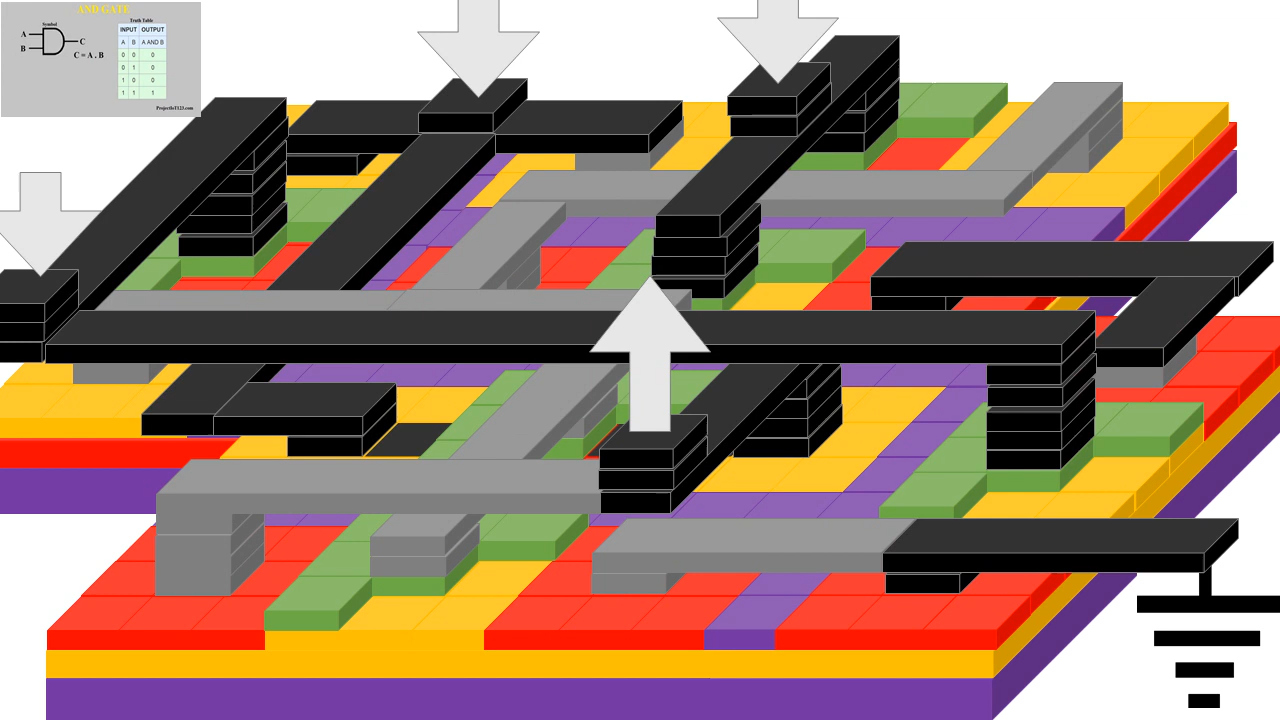 AND GATE
Symbol
A
B
C
C = A . B
Truth Table
INPUT OUTPUT
A B A AND B
0 0 0
0 1 0
1 0 0
1 1 1
ProjectIoT123.com